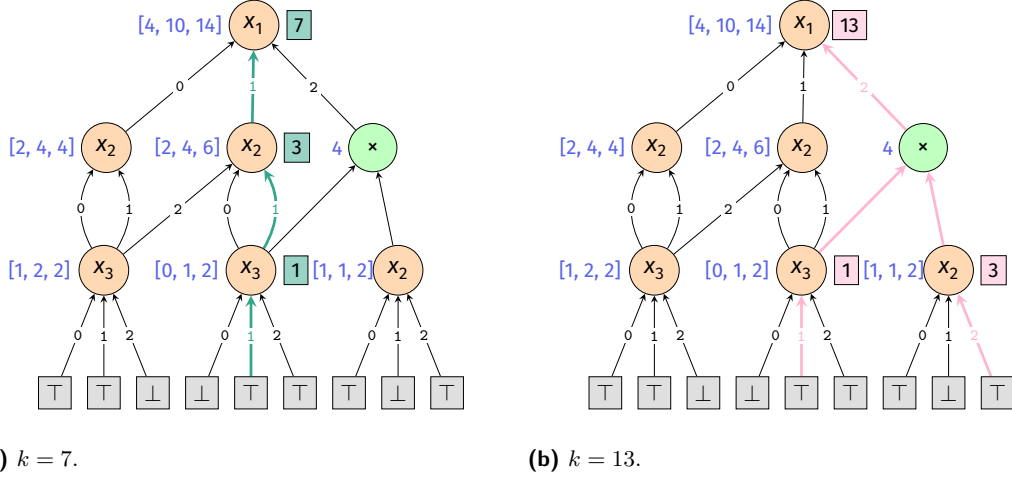 [4, 10, 14] x1 7 [4, 10, 14] x1 13
0 1 2 0 1 2
[2, 4, 4] x2 [2, 4, 6] x2 3 4 × [2, 4, 4] x2 [2, 4, 6] x2 4 ×
0 1 2 0 1 0 1 2 0 1
[1, 2, 2] x3 [0, 1, 2] x3 1 [1, 1, 2] x2 [1, 2, 2] x3 [0, 1, 2] x3 1 [1, 1, 2] x2 3
0 1 2 0 1 2 0 1 2 0 1 2 0 1 2 0 1 2
⊤ ⊤ ⊥ ⊥ ⊤ ⊤ ⊤ ⊥ ⊤ ⊤ ⊤ ⊥ ⊥ ⊤ ⊤ ⊤ ⊥ ⊤
) k = 7. (b) k = 13.